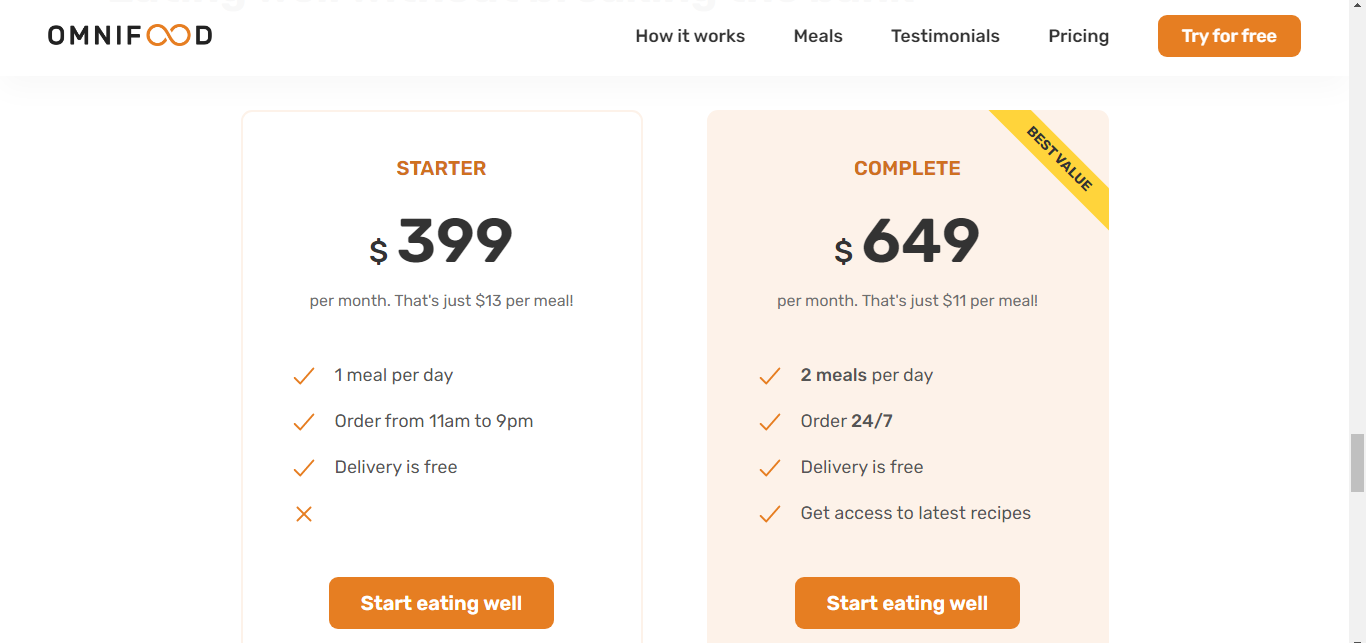 OMNIFOOD
How it works
Meals
Testimonials
Pricing
Try for free
STARTER
$ 399
per month. That's just $13 per meal!
1 meal per day
Order from 11am to 9pm
Delivery is free
Start eating well
BEST VALUE
COMPLETE
$ 649
per month. That's just $11 per meal!
2 meals per day
Order 24/7
Delivery is free
Get access to latest recipes
Start eating well